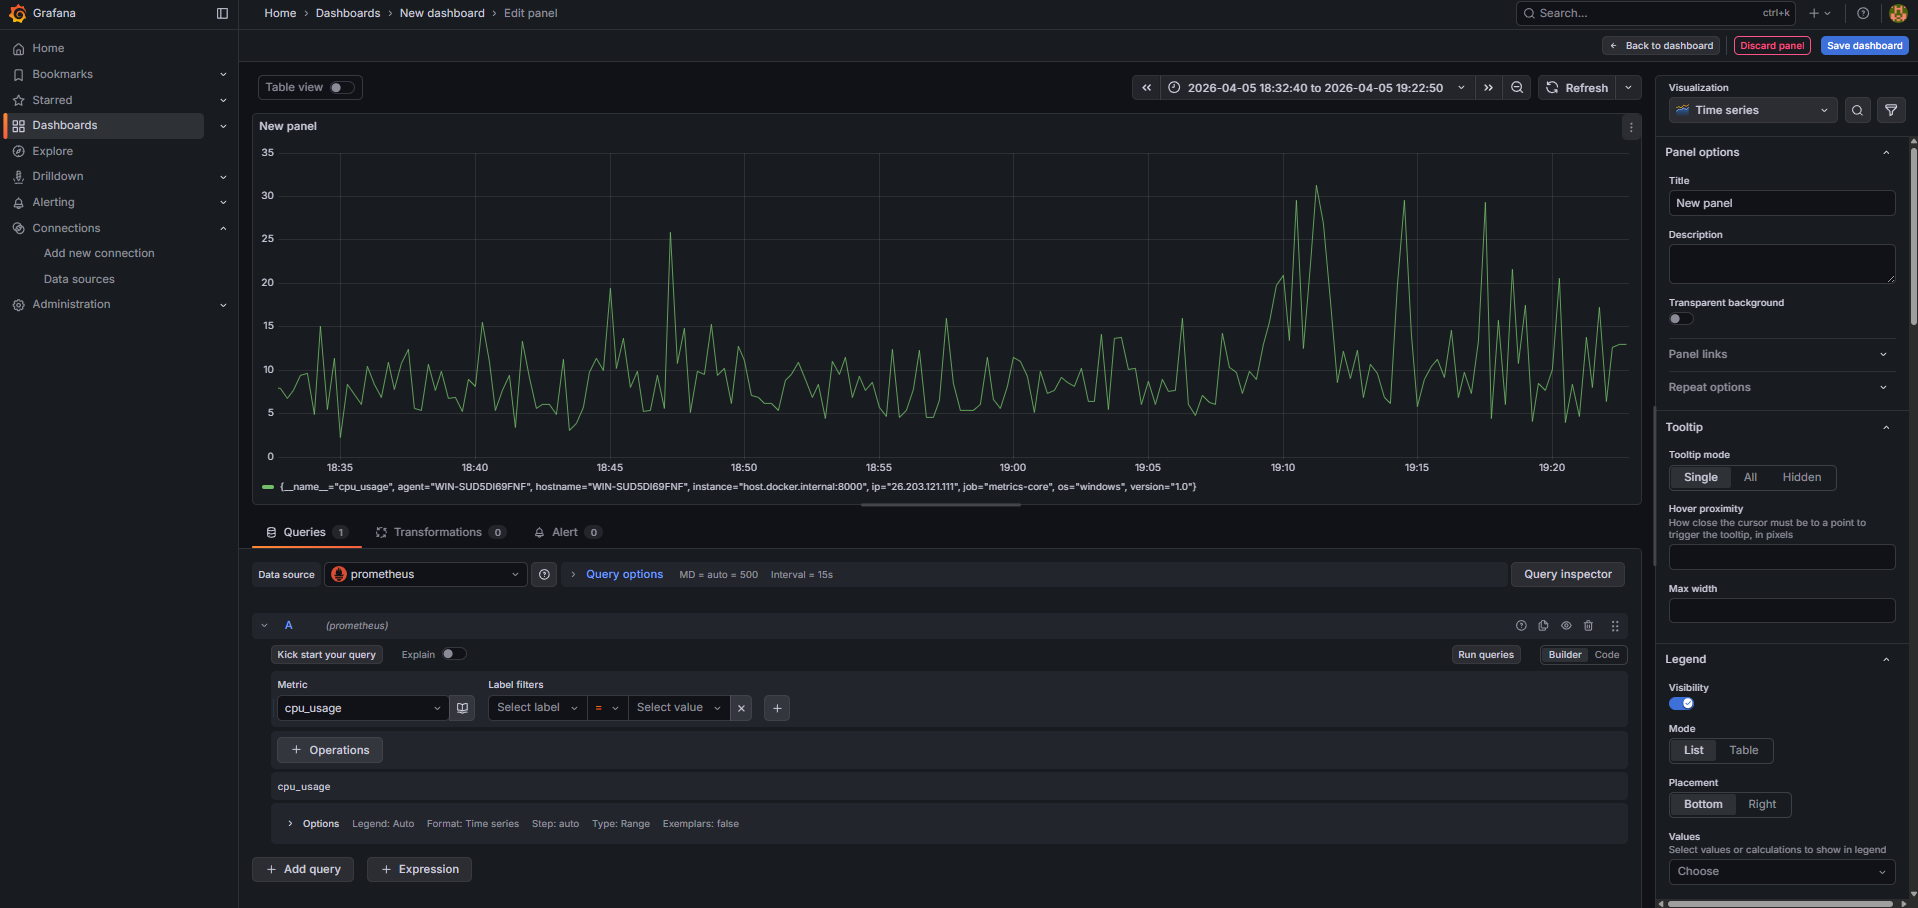 Grafana
Home › Dashboards › New dashboard › Edit panel
Search...
ctrl+k
Back to dashboard
Discard panel
Save dashboard
Home
Bookmarks
Starred
Dashboards
Explore
Drilldown
Alerting
Connections
Add new connection
Data sources
Administration
Table view
2026-04-05 18:32:40 to 2026-04-05 19:22:50
Refresh
New panel
35
30
25
20
15
10
5
0
18:35
18:40
18:45
18:50
18:55
19:00
19:05
19:10
19:15
19:20
{__name__="cpu_usage", agent="WIN-SUD5DI69FNF", hostname="WIN-SUD5DI69FNF", instance="host.docker.internal:8000", ip="26.203.121.111", job="metrics-core", os="windows", version="1.0"}
Queries 1
Transformations 0
Alert 0
Data source
prometheus
Query options
MD = auto = 500
Interval = 15s
Query inspector
A
(prometheus)
Kick start your query
Explain
Run queries
Builder
Code
Metric
Label filters
cpu_usage
Select label
=
Select value
Operations
cpu_usage
Options
Legend: Auto
Format: Time series
Step: auto
Type: Range
Exemplars: false
Add query
Expression
Visualization
Time series
Panel options
Title
New panel
Description
Transparent background
Panel links
Repeat options
Tooltip
Tooltip mode
Single
All
Hidden
Hover proximity
How close the cursor must be to a point to
trigger the tooltip, in pixels
Max width
Legend
Visibility
Mode
List
Table
Placement
Bottom
Right
Values
Select values or calculations to show in legend
Choose